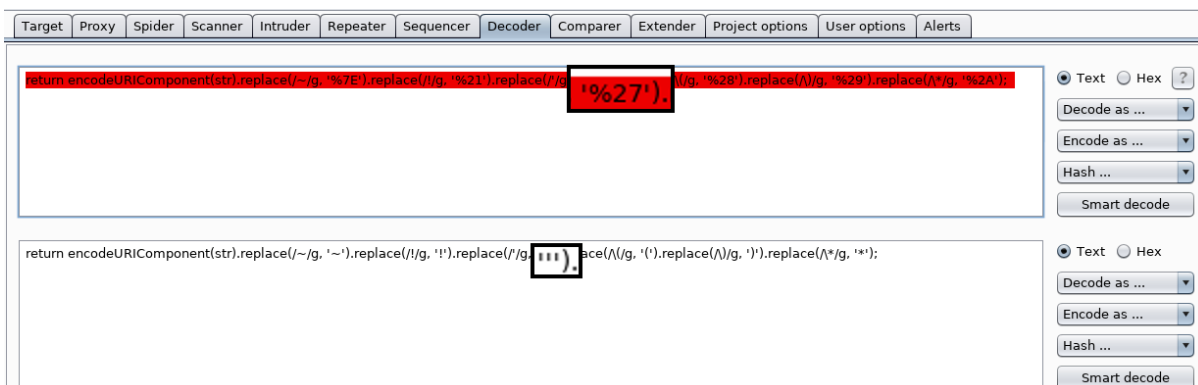 Target Proxy Spider Scanner Intruder Repeater Sequencer Decoder Comparer Extender Project options User options Alerts
return encodeURIComponent(str).replace(/~/g, '%7E').replace(/!/g, '%21').replace(/'/g '%27'). \(/g, '%28').replace(/\)/g, '%29').replace(/\*/g, '%2A');
Text Hex ?
Decode as ...
Encode as ...
Hash ...
Smart decode
return encodeURIComponent(str).replace(/~/g, '~').replace(/!/g, '!').replace(/'/g, '''). ace(/\(/g, '(').replace(/\)/g, ')').replace(/\*/g, '*');
Text Hex
Decode as ...
Encode as ...
Hash ...
Smart decode